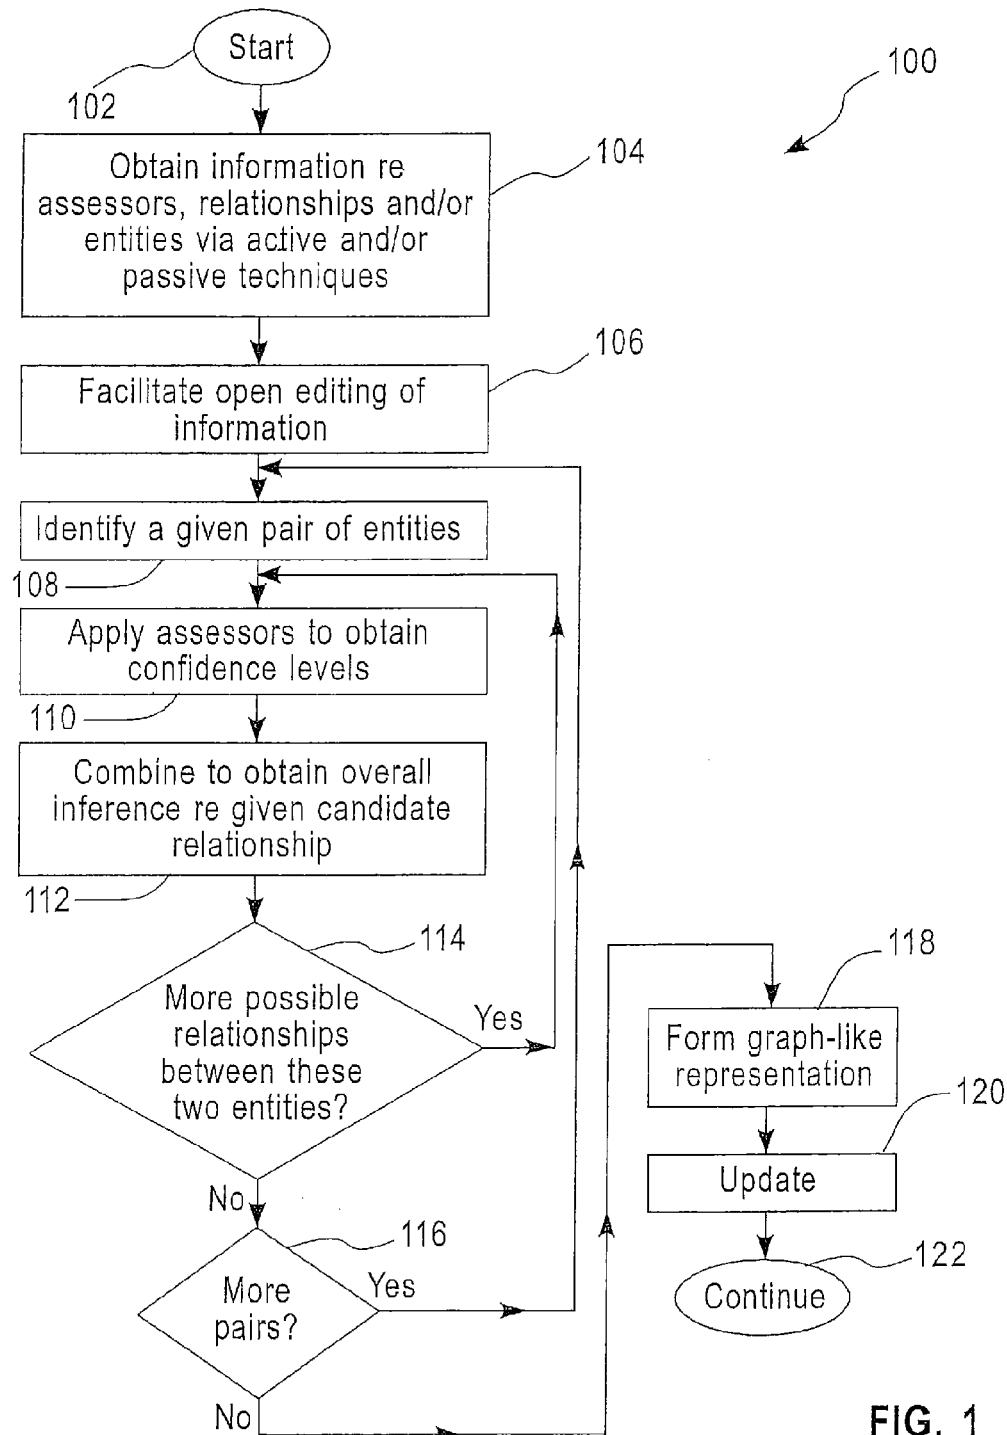 Start
102
100
Obtain information re
assessors, relationships and/or
entities via active and/or
passive techniques
104
Facilitate open editing of
information
106
Identify a given pair of entities
108
Apply assessors to obtain
confidence levels
110
Combine to obtain overall
inference re given candidate
relationship
112
114
More possible
relationships
between these
two entities?
Yes
No
116
More
pairs?
Yes
No
118
Form graph-like
representation
120
Update
122
Continue
FIG. 1